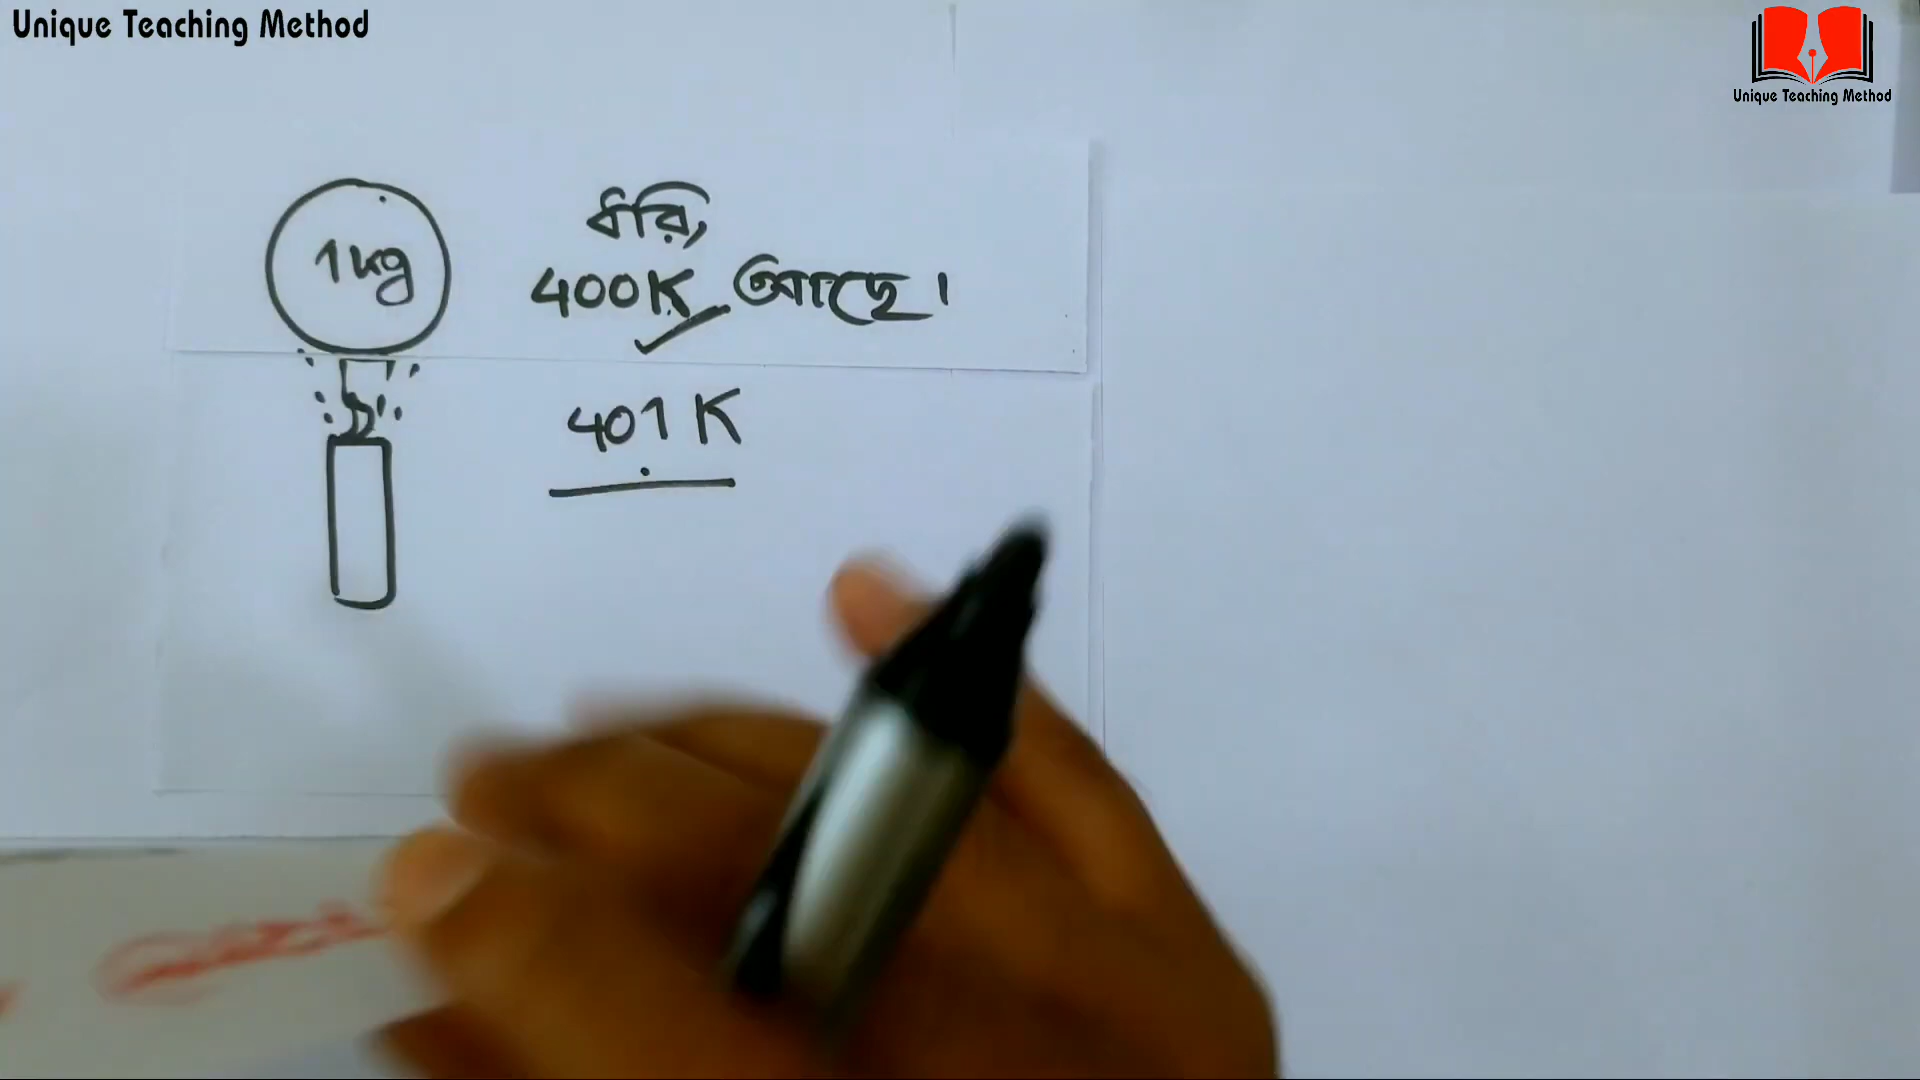 Unique Teaching Method
Unique Teaching Method
1kg
ধরি,
400K আছে।
401 K